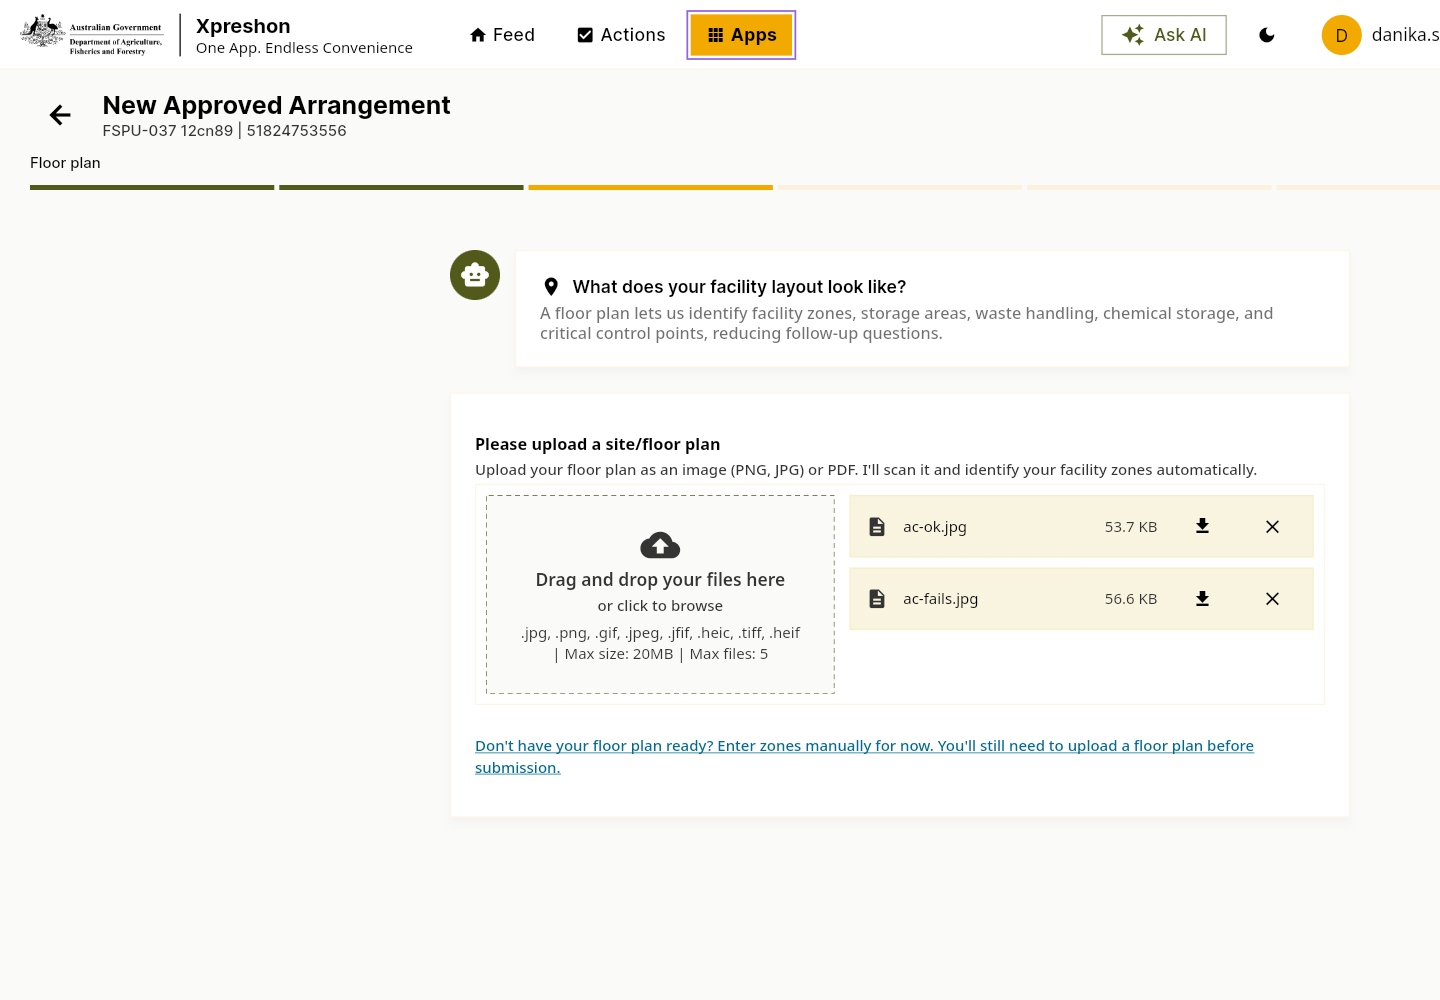 Australian Government
Department of Agriculture,
Fisheries and Forestry
Xpreshon
One App. Endless Convenience
Feed
Actions
Apps
Ask AI
D
danika.s
New Approved Arrangement
FSPU-037 12cn89 | 51824753556
Floor plan
What does your facility layout look like?
A floor plan lets us identify facility zones, storage areas, waste handling, chemical storage, and
critical control points, reducing follow-up questions.
Please upload a site/floor plan
Upload your floor plan as an image (PNG, JPG) or PDF. I'll scan it and identify your facility zones automatically.
Drag and drop your files here
or click to browse
.jpg, .png, .gif, .jpeg, .jfif, .heic, .tiff, .heif
| Max size: 20MB | Max files: 5
ac-ok.jpg 53.7 KB
ac-fails.jpg 56.6 KB
Don't have your floor plan ready? Enter zones manually for now. You'll still need to upload a floor plan before
submission.